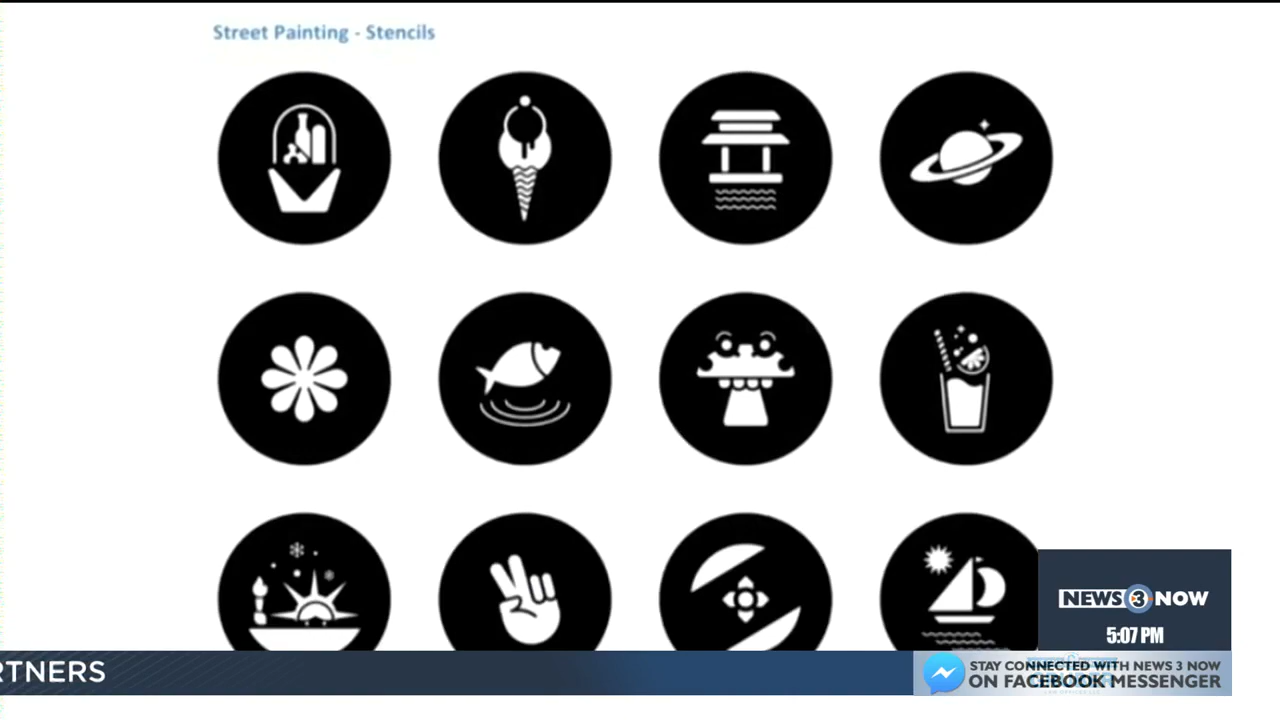 Street Painting - Stencils
NEWS 3 NOW
5:07 PM
RTNERS
STAY CONNECTED WITH NEWS 3 NOW
ON FACEBOOK MESSENGER